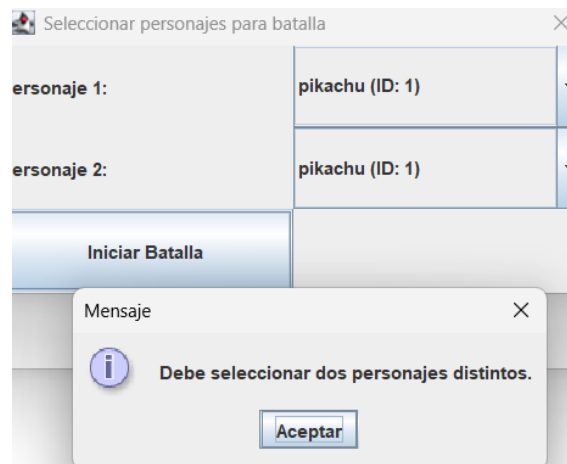 Seleccionar personajes para batalla
ersonaje 1:
pikachu (ID: 1)
ersonaje 2:
pikachu (ID: 1)
Iniciar Batalla
Mensaje
Debe seleccionar dos personajes distintos.
Aceptar